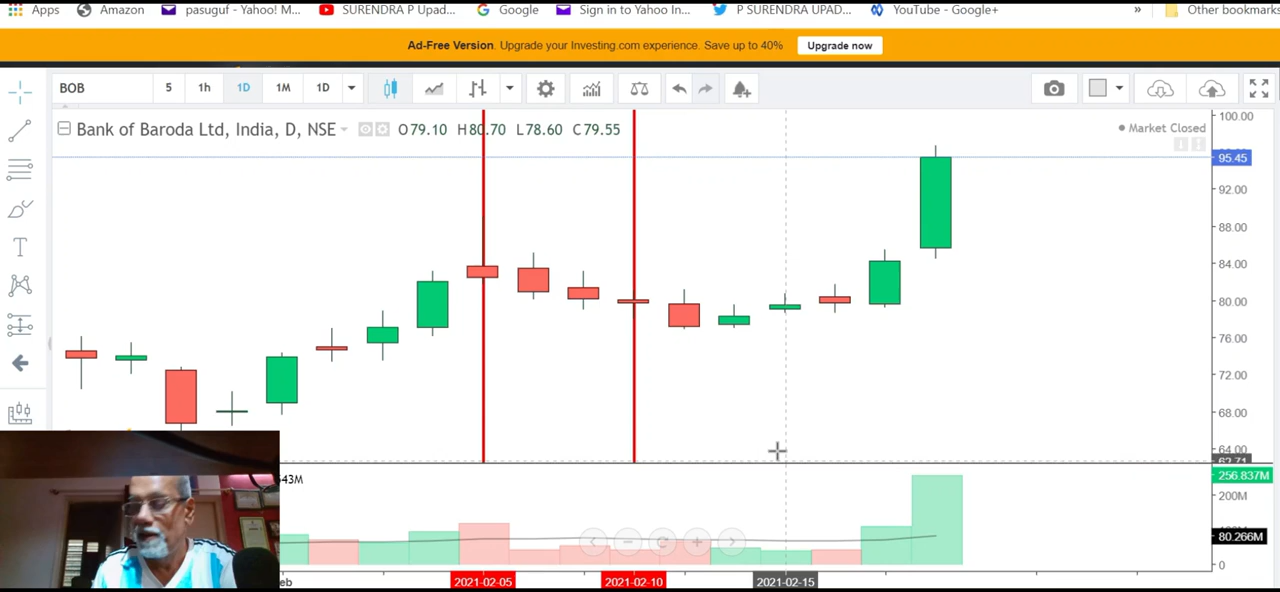 Apps Amazon pasuguf - Yahoo! M... SURENDRA P Upad... Google Sign in to Yahoo In... P SURENDRA UPAD... YouTube - Google+ » Other bookmarks
Ad-Free Version. Upgrade your Investing.com experience. Save up to 40% Upgrade now
BOB 5 1h 1D 1M 1D
Bank of Baroda Ltd, India, D, NSE O79.10 H80.70 L78.60 C79.55
Market Closed
100.00
95.45
92.00
88.00
84.00
80.00
76.00
72.00
68.00
64.00
62.71
543M
256.837M
200M
80.266M
0
eb 2021-02-05 2021-02-10 2021-02-15